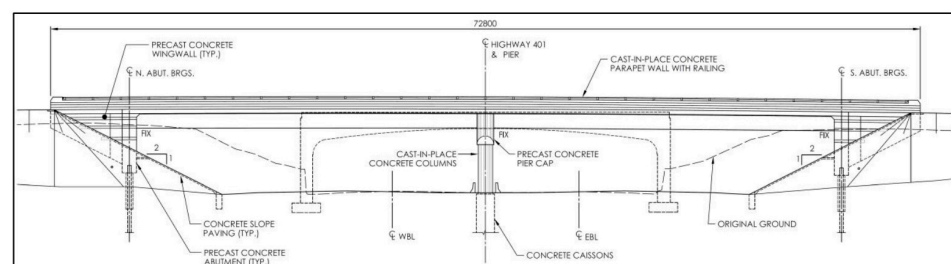 72800
PRECAST CONCRETE
WINGWALL (TYP.)
℄ HIGHWAY 401
& PIER
CAST-IN-PLACE CONCRETE
PARAPET WALL WITH RAILING
℄ N. ABUT. BRGS.
℄ S. ABUT. BRGS.
FIX
FIX
FIX
2
1
CAST-IN-PLACE
CONCRETE COLUMNS
PRECAST CONCRETE
PIER CAP
2
1
CONCRETE SLOPE
PAVING (TYP.)
ORIGINAL GROUND
℄ WBL
℄ EBL
PRECAST CONCRETE
ABUTMENT (TYP.)
CONCRETE CAISSONS